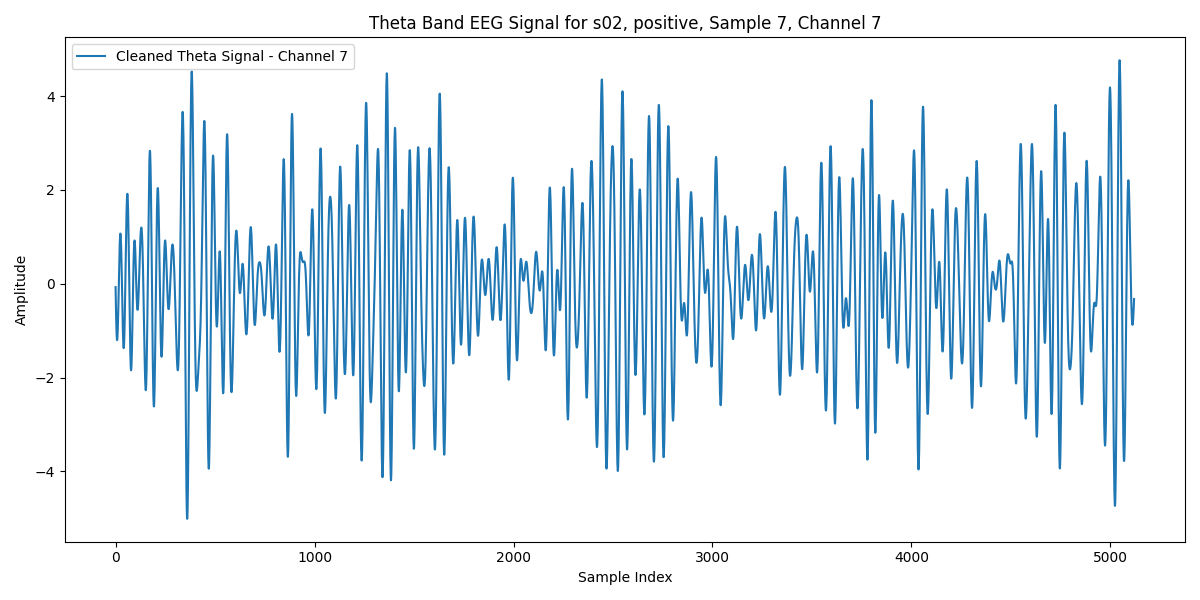 Theta Band EEG Signal for s02, positive, Sample 7, Channel 7
Cleaned Theta Signal - Channel 7
Amplitude
4
2
0
−2
−4
0 1000 2000 3000 4000 5000
Sample Index